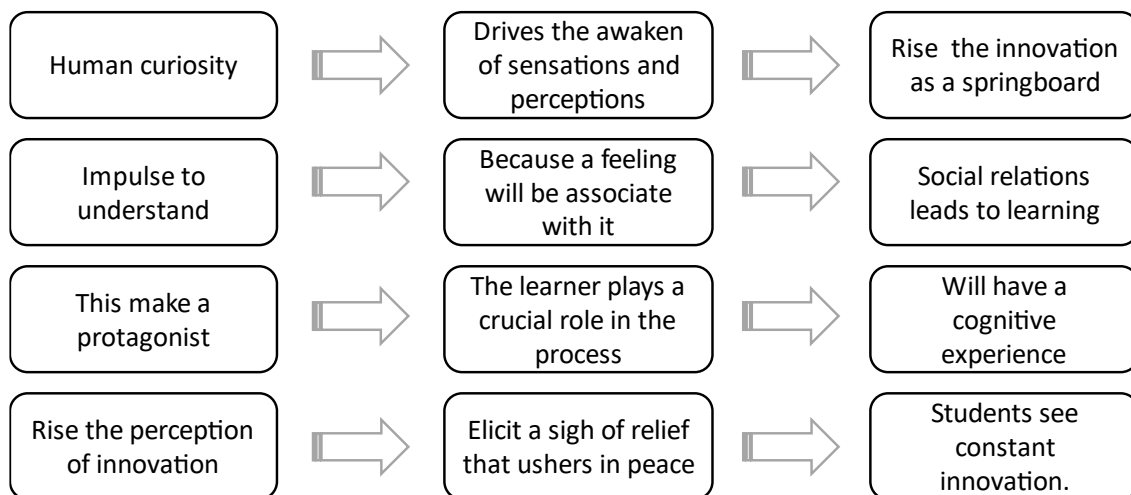 Human curiosity
Drives the awaken
of sensations and
perceptions
Rise the innovation
as a springboard
Impulse to
understand
Because a feeling
will be associate
with it
Social relations
leads to learning
This make a
protagonist
The learner plays a
crucial role in the
process
Will have a
cognitive
experience
Rise the perception
of innovation
Elicit a sigh of relief
that ushers in peace
Students see
constant
innovation.